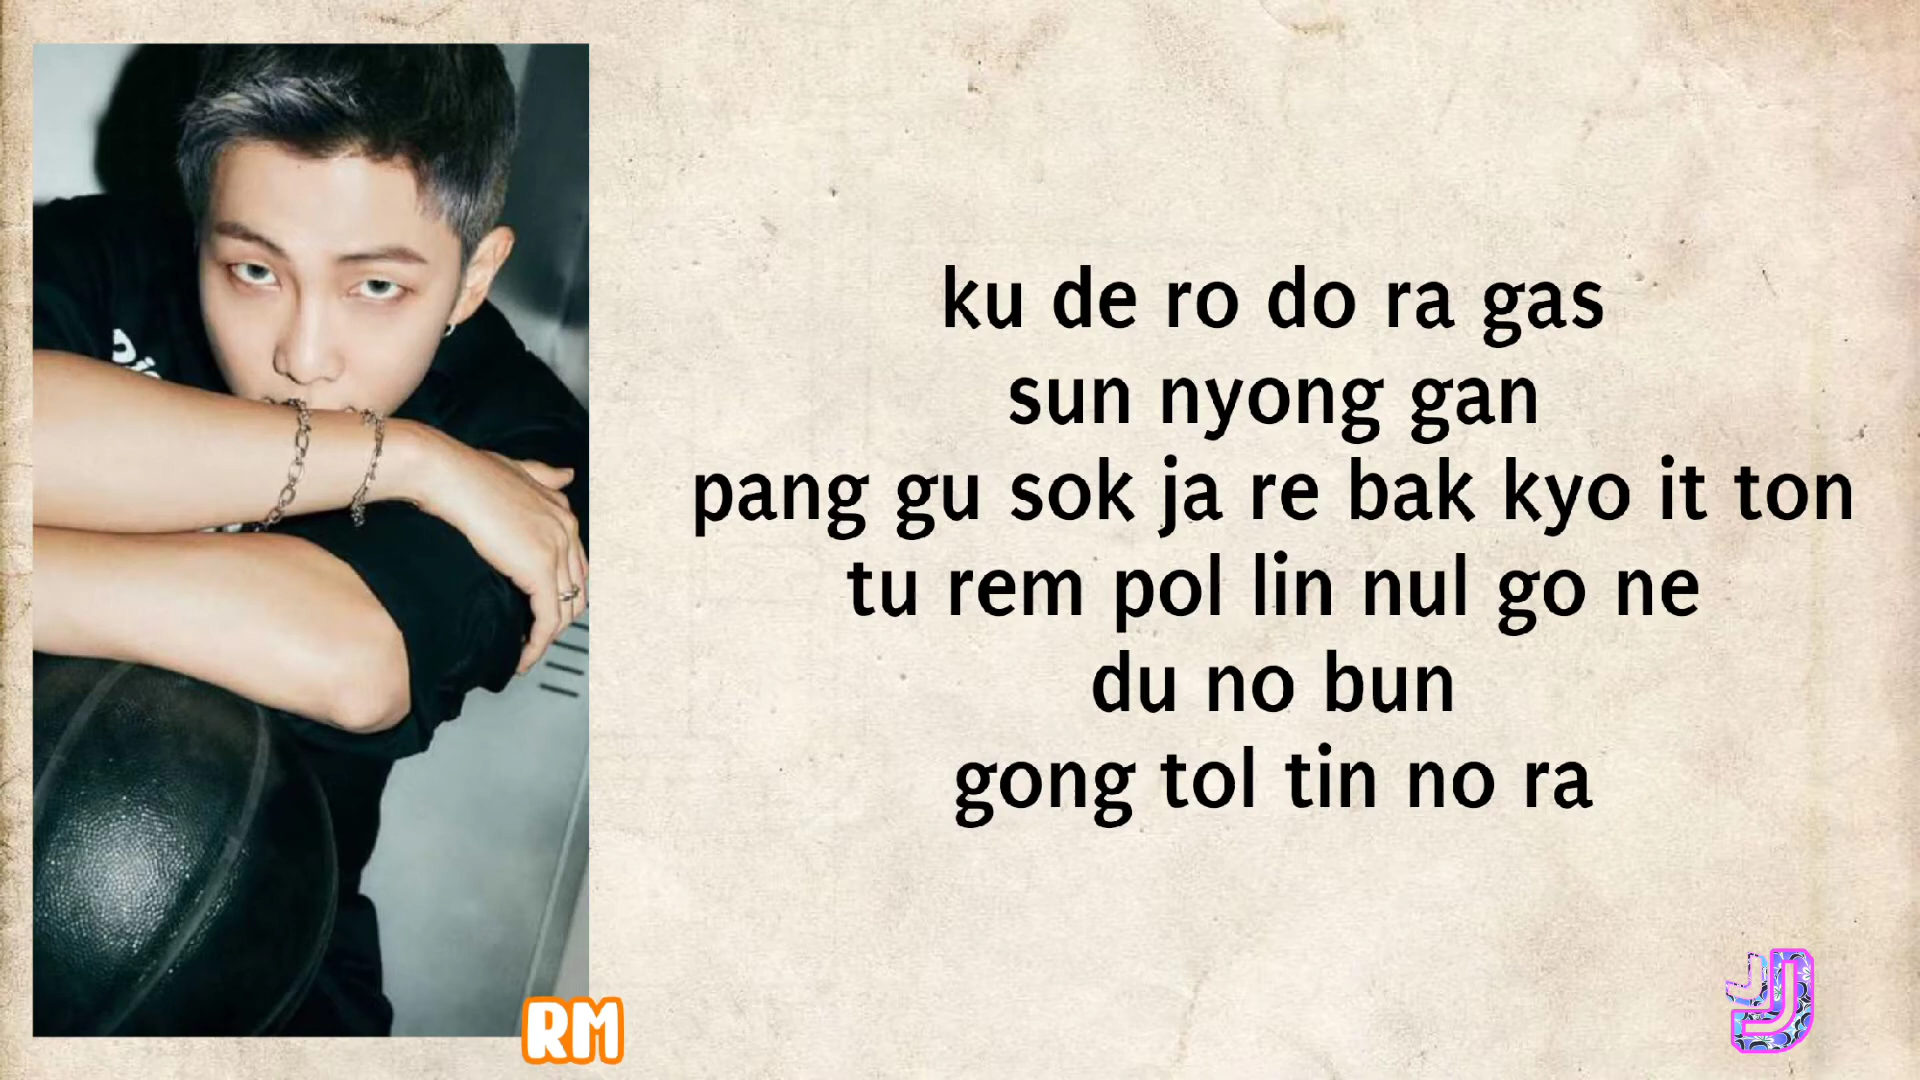 ku de ro do ra gas
sun nyong gan
pang gu sok ja re bak kyo it ton
tu rem pol lin nul go ne
du no bun
gong tol tin no ra
RM